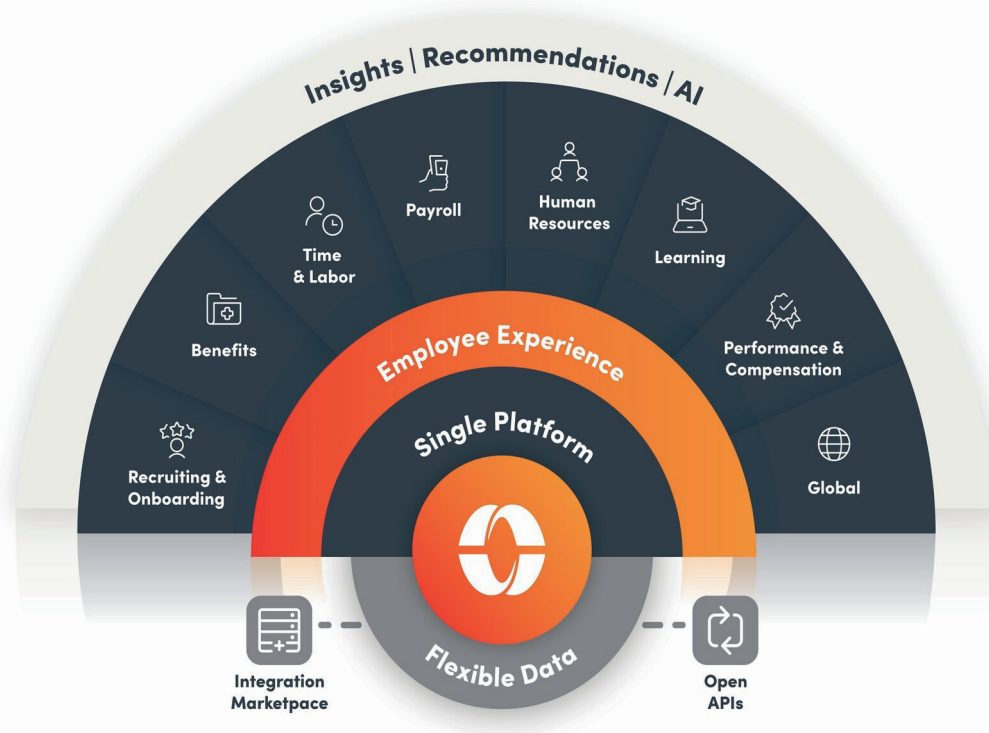 Insights | Recommendations | AI
Payroll
Human
Resources
Time
& Labor
Learning
Benefits
Performance &
Compensation
Recruiting &
Onboarding
Global
Employee Experience
Single Platform
Flexible Data
Integration
Marketpace
Open
APIs